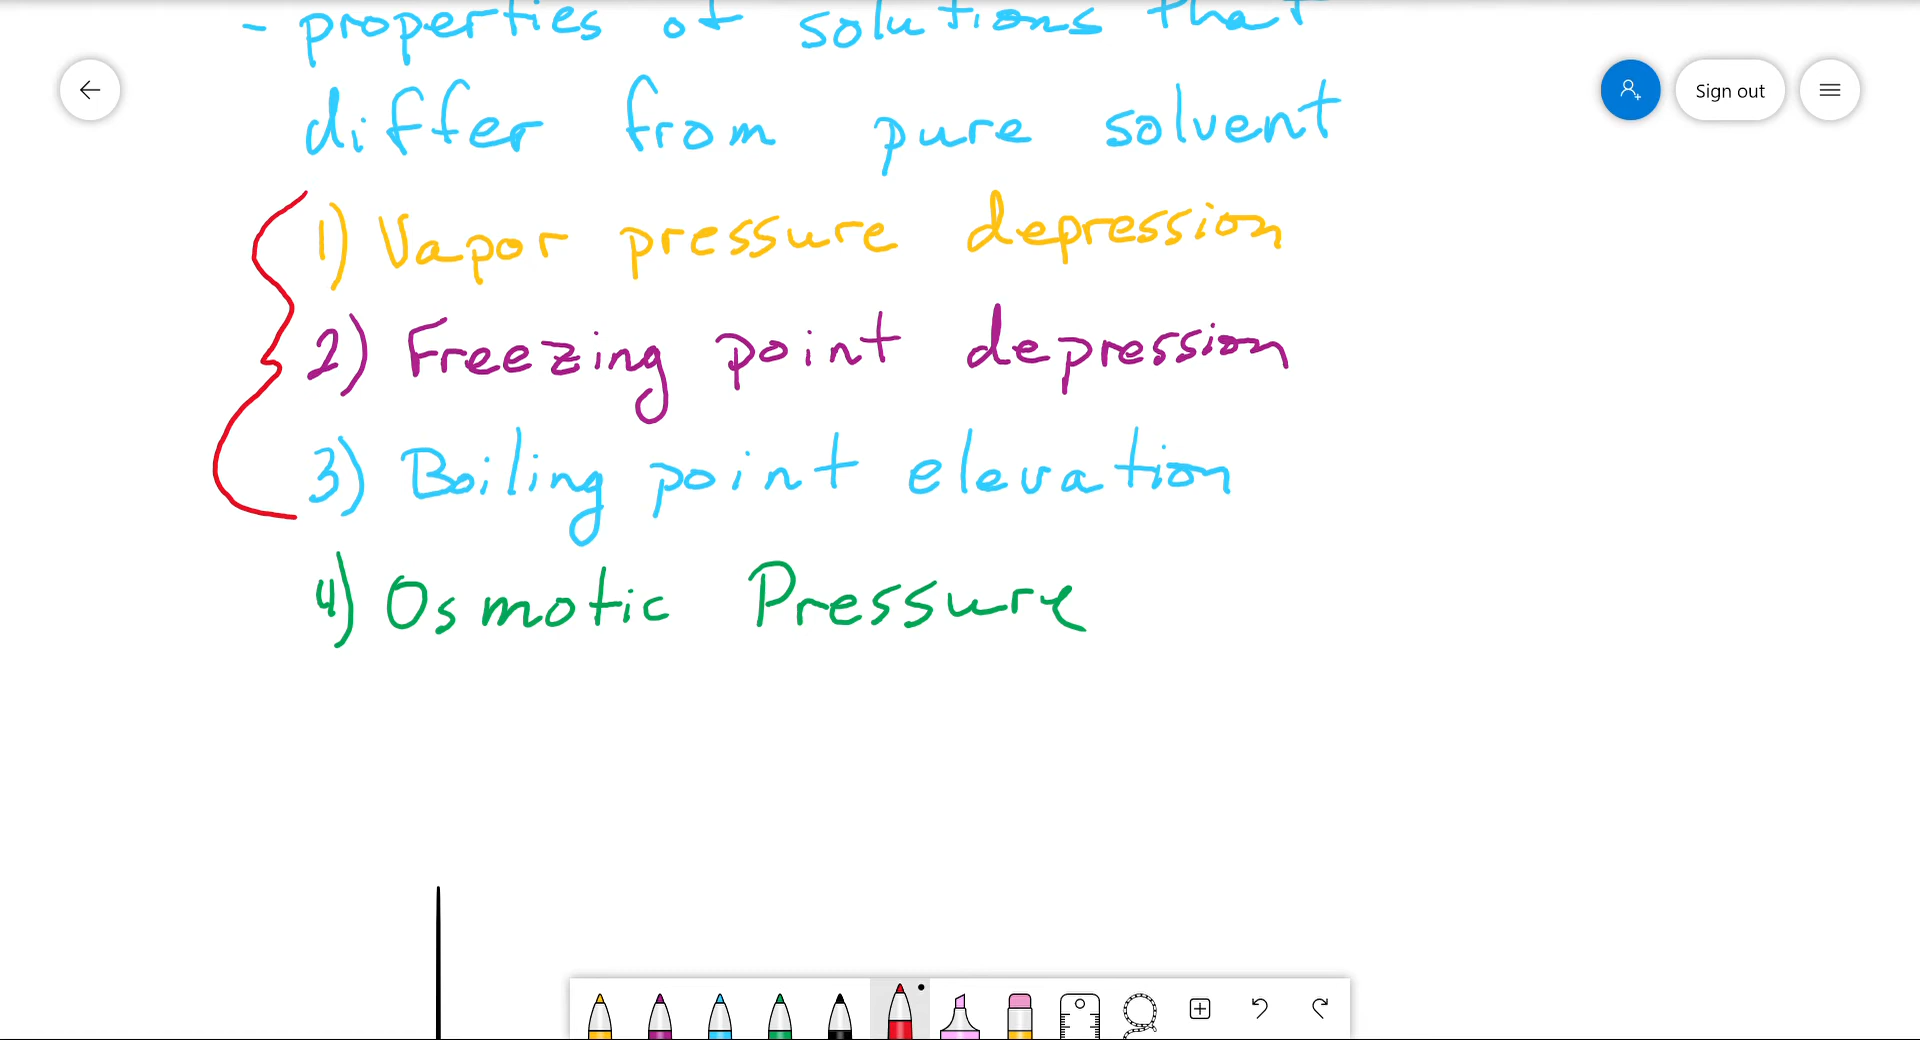 - properties of solutions that
differ from pure solvent
Sign out
1) Vapor pressure depression
2) Freezing point depression
3) Boiling point elevation
4) Osmotic Pressure